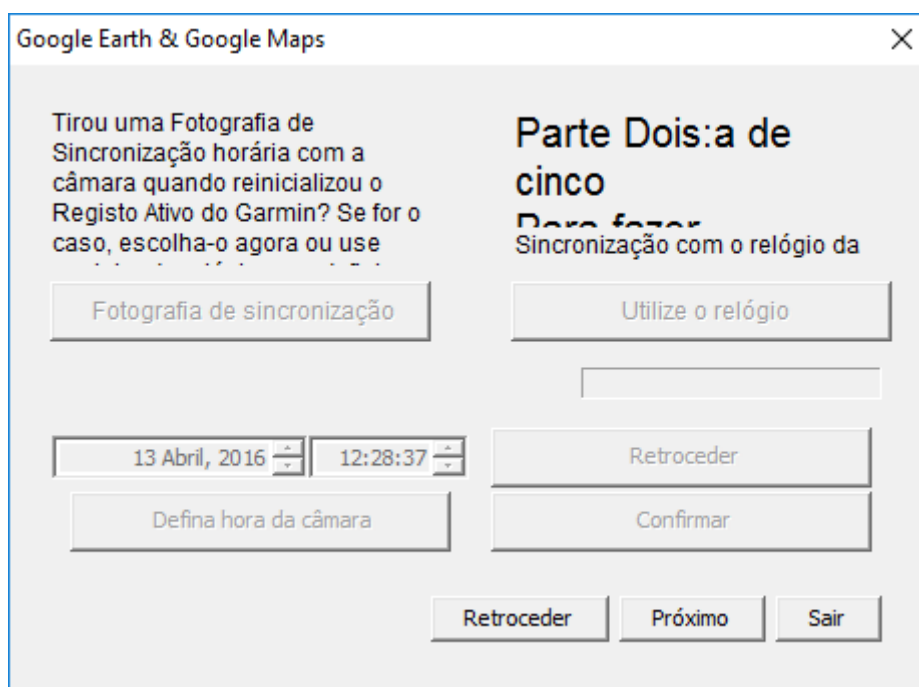 Google Earth & Google Maps
Tirou uma Fotografia de
Sincronização horária com a
câmara quando reinicializou o
Registo Ativo do Garmin? Se for o
caso, escolha-o agora ou use
Parte Dois:a de
cinco
Para fazer
Sincronização com o relógio da
Fotografia de sincronização
Utilize o relógio
13 Abril, 2016
12:28:37
Retroceder
Defina hora da câmara
Confirmar
Retroceder
Próximo
Sair